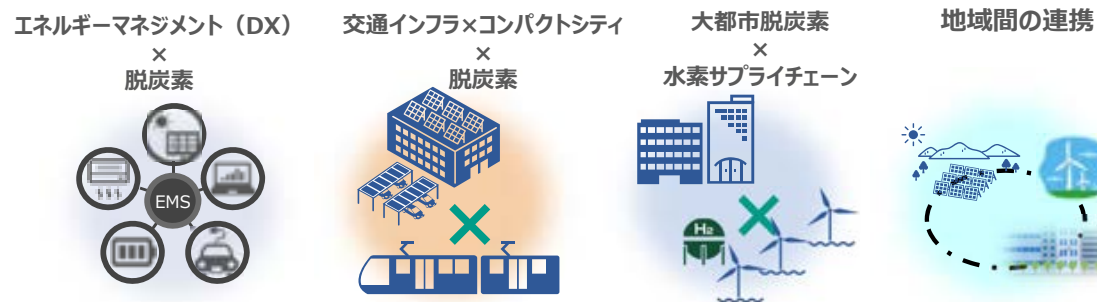 エネルギーマネジメント（DX）
×
脱炭素
EMS
交通インフラ×コンパクトシティ
×
脱炭素
大都市脱炭素
×
水素サプライチェーン
H2
地域間の連携